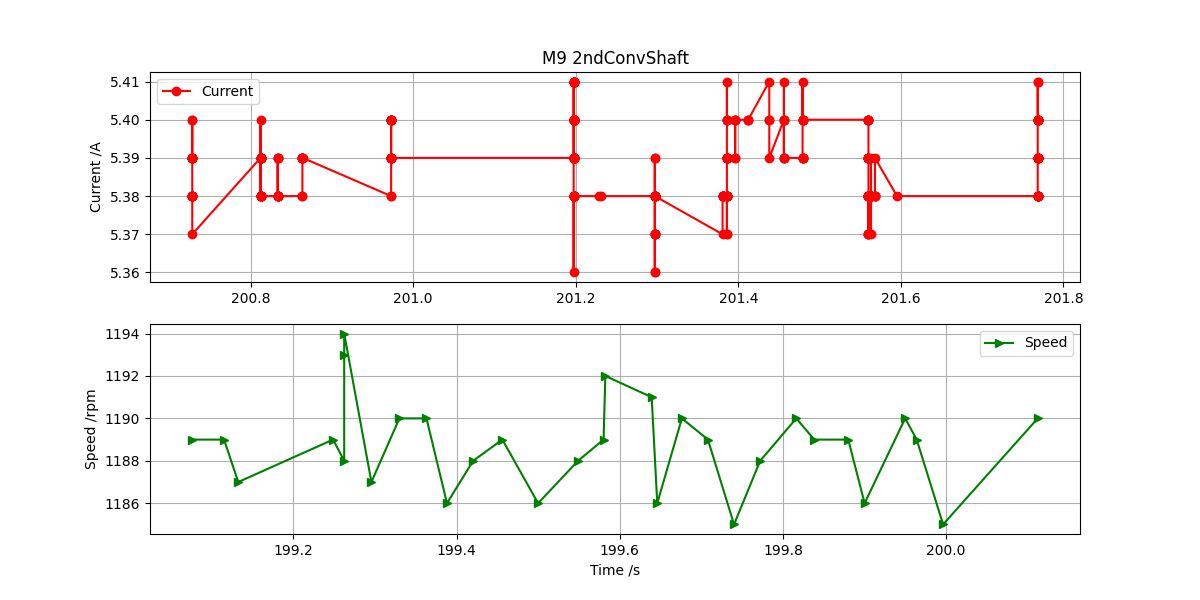 M9 2ndConvShaft
Current /A
5.41
5.40
5.39
5.38
5.37
5.36
Current
200.8 201.0 201.2 201.4 201.6 201.8
Speed /rpm
1194
1192
1190
1188
1186
Speed
199.2 199.4 199.6 199.8 200.0
Time /s